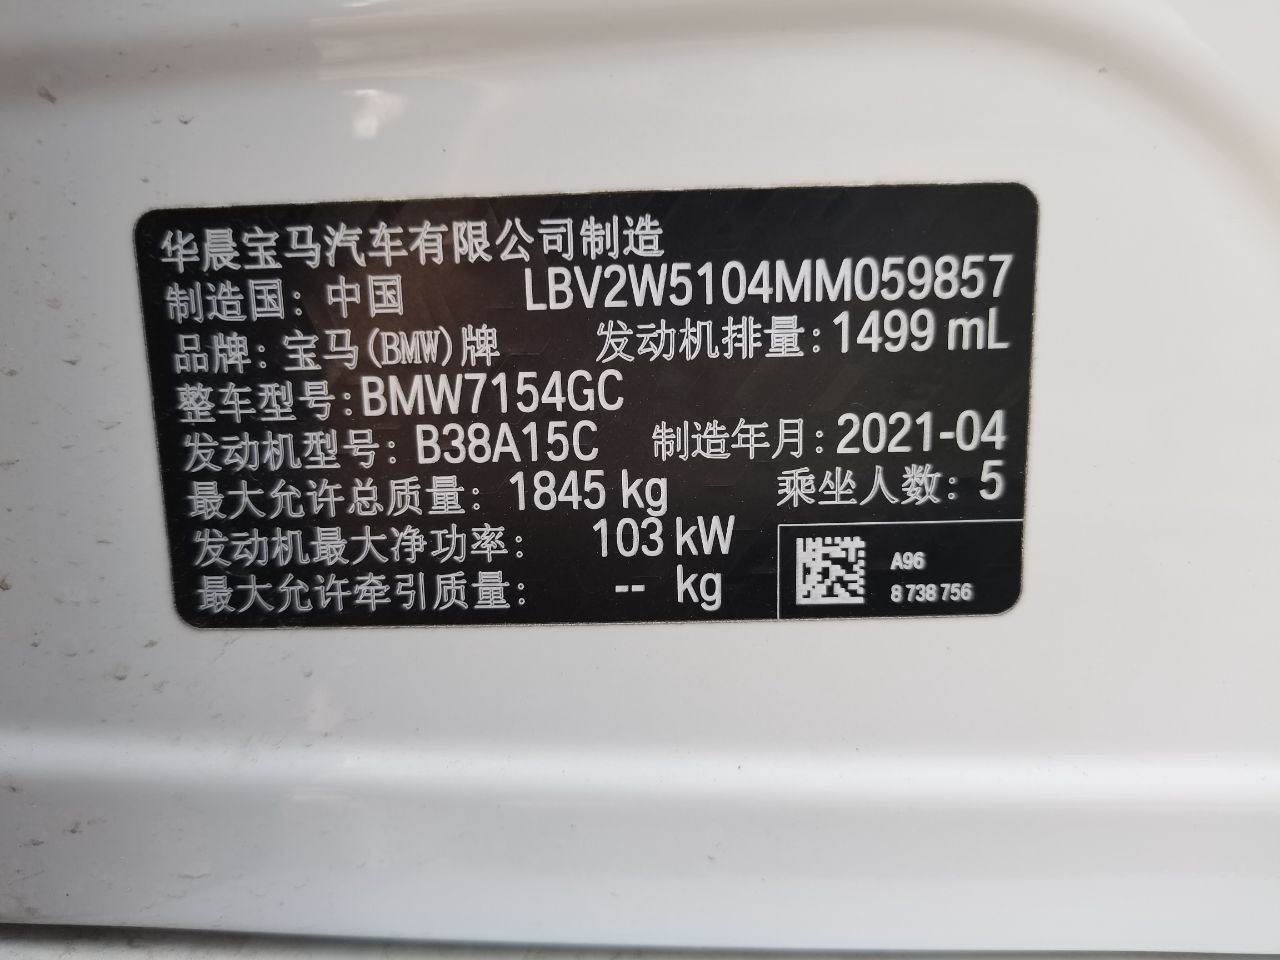 华晨宝马汽车有限公司制造
制造国：中国 LBV2W5104MM059857
品牌：宝马(BMW)牌 发动机排量：1499 mL
整车型号：BMW7154GC
发动机型号：B38A15C 制造年月：2021-04
最大允许总质量：1845 kg 乘坐人数：5
发动机最大净功率：103 kW
最大允许牵引质量：-- kg
A96
8 738 756